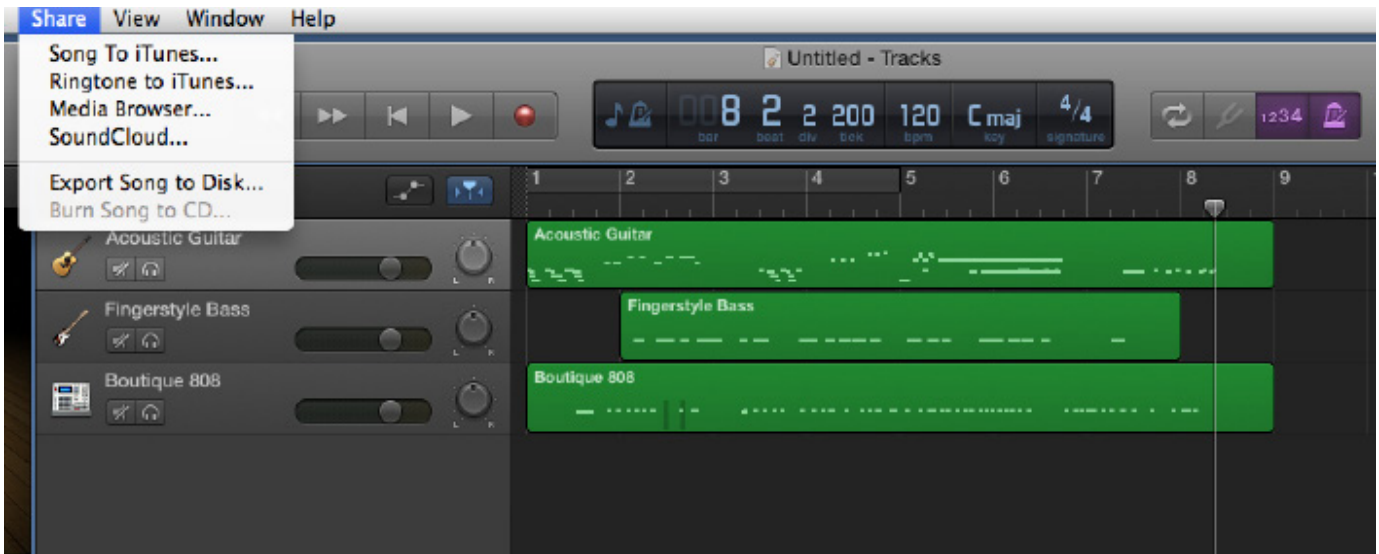 Share View Window Help
Song To iTunes...
Ringtone to iTunes...
Media Browser...
SoundCloud...
Export Song to Disk...
Burn Song to CD...
Untitled - Tracks
008 2 2 200 120 C maj 4/4
bar beat div tick bpm key signature
1234
1 2 3 4 5 6 7 8 9
Acoustic Guitar
L R
Acoustic Guitar
Fingerstyle Bass
L R
Fingerstyle Bass
Boutique 808
L R
Boutique 808